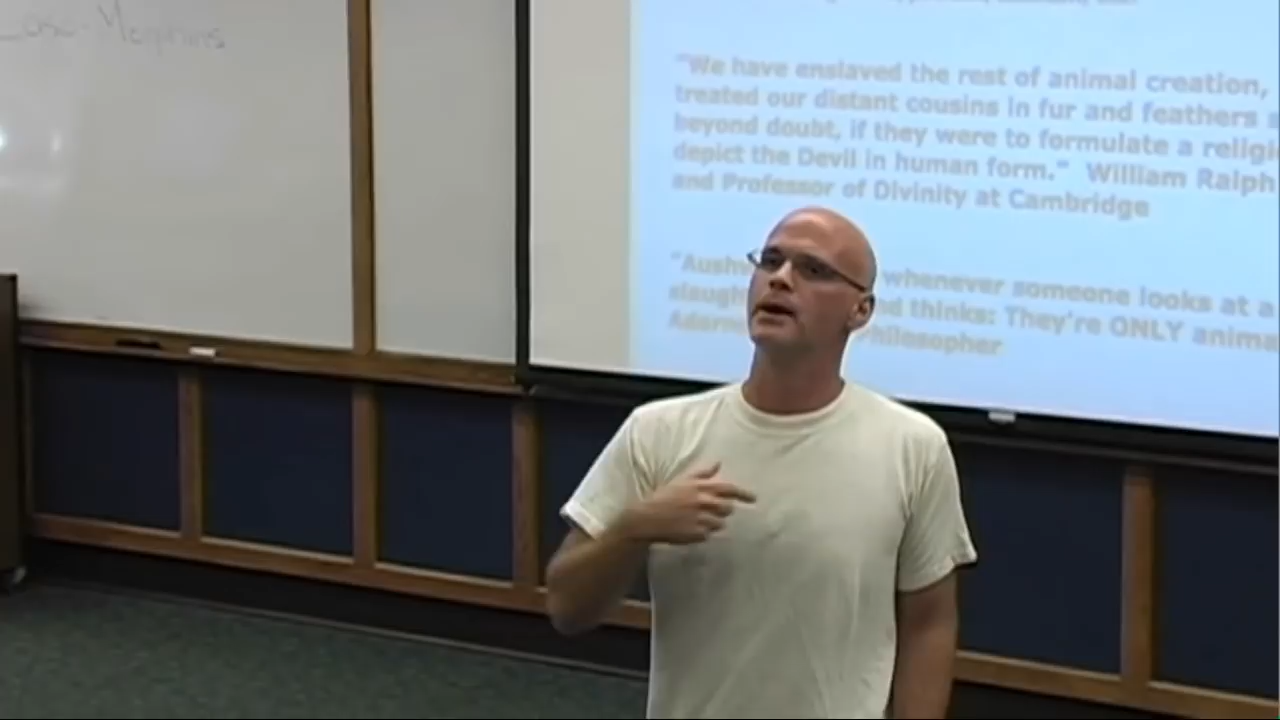 "We have enslaved the rest of animal creation,
treated our distant cousins in fur and feathers
beyond doubt, if they were to formulate a religi
depict the Devil in human form." William Ralph
and Professor of Divinity at Cambridge
"Aushw whenever someone looks at a
slaugh nd thinks: They're ONLY anima
Adorn Philosopher